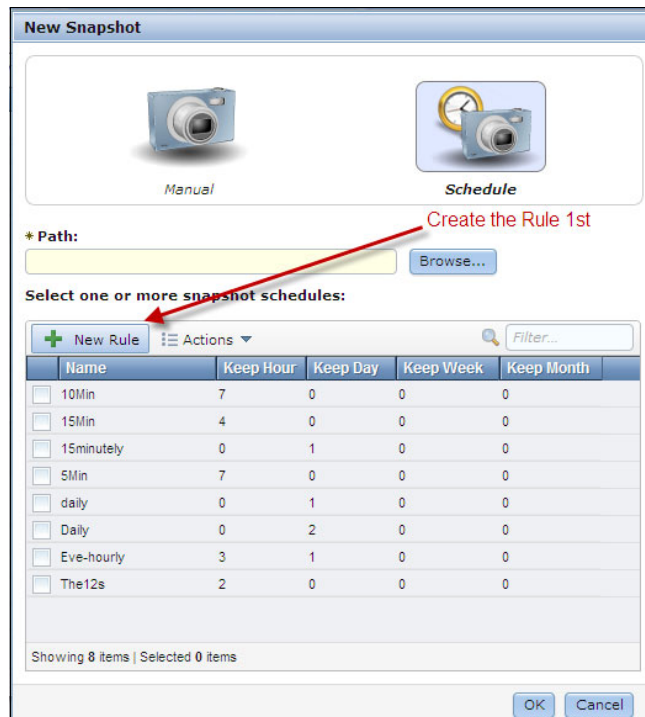 New Snapshot
Manual
Schedule
Create the Rule 1st
* Path:
Browse...
Select one or more snapshot schedules:
New Rule Actions Filter...
Name Keep Hour Keep Day Keep Week Keep Month
10Min 7 0 0 0
15Min 4 0 0 0
15minutely 0 1 0 0
5Min 7 0 0 0
daily 0 1 0 0
Daily 0 2 0 0
Eve-hourly 3 1 0 0
The12s 2 0 0 0
Showing 8 items | Selected 0 items
OK Cancel